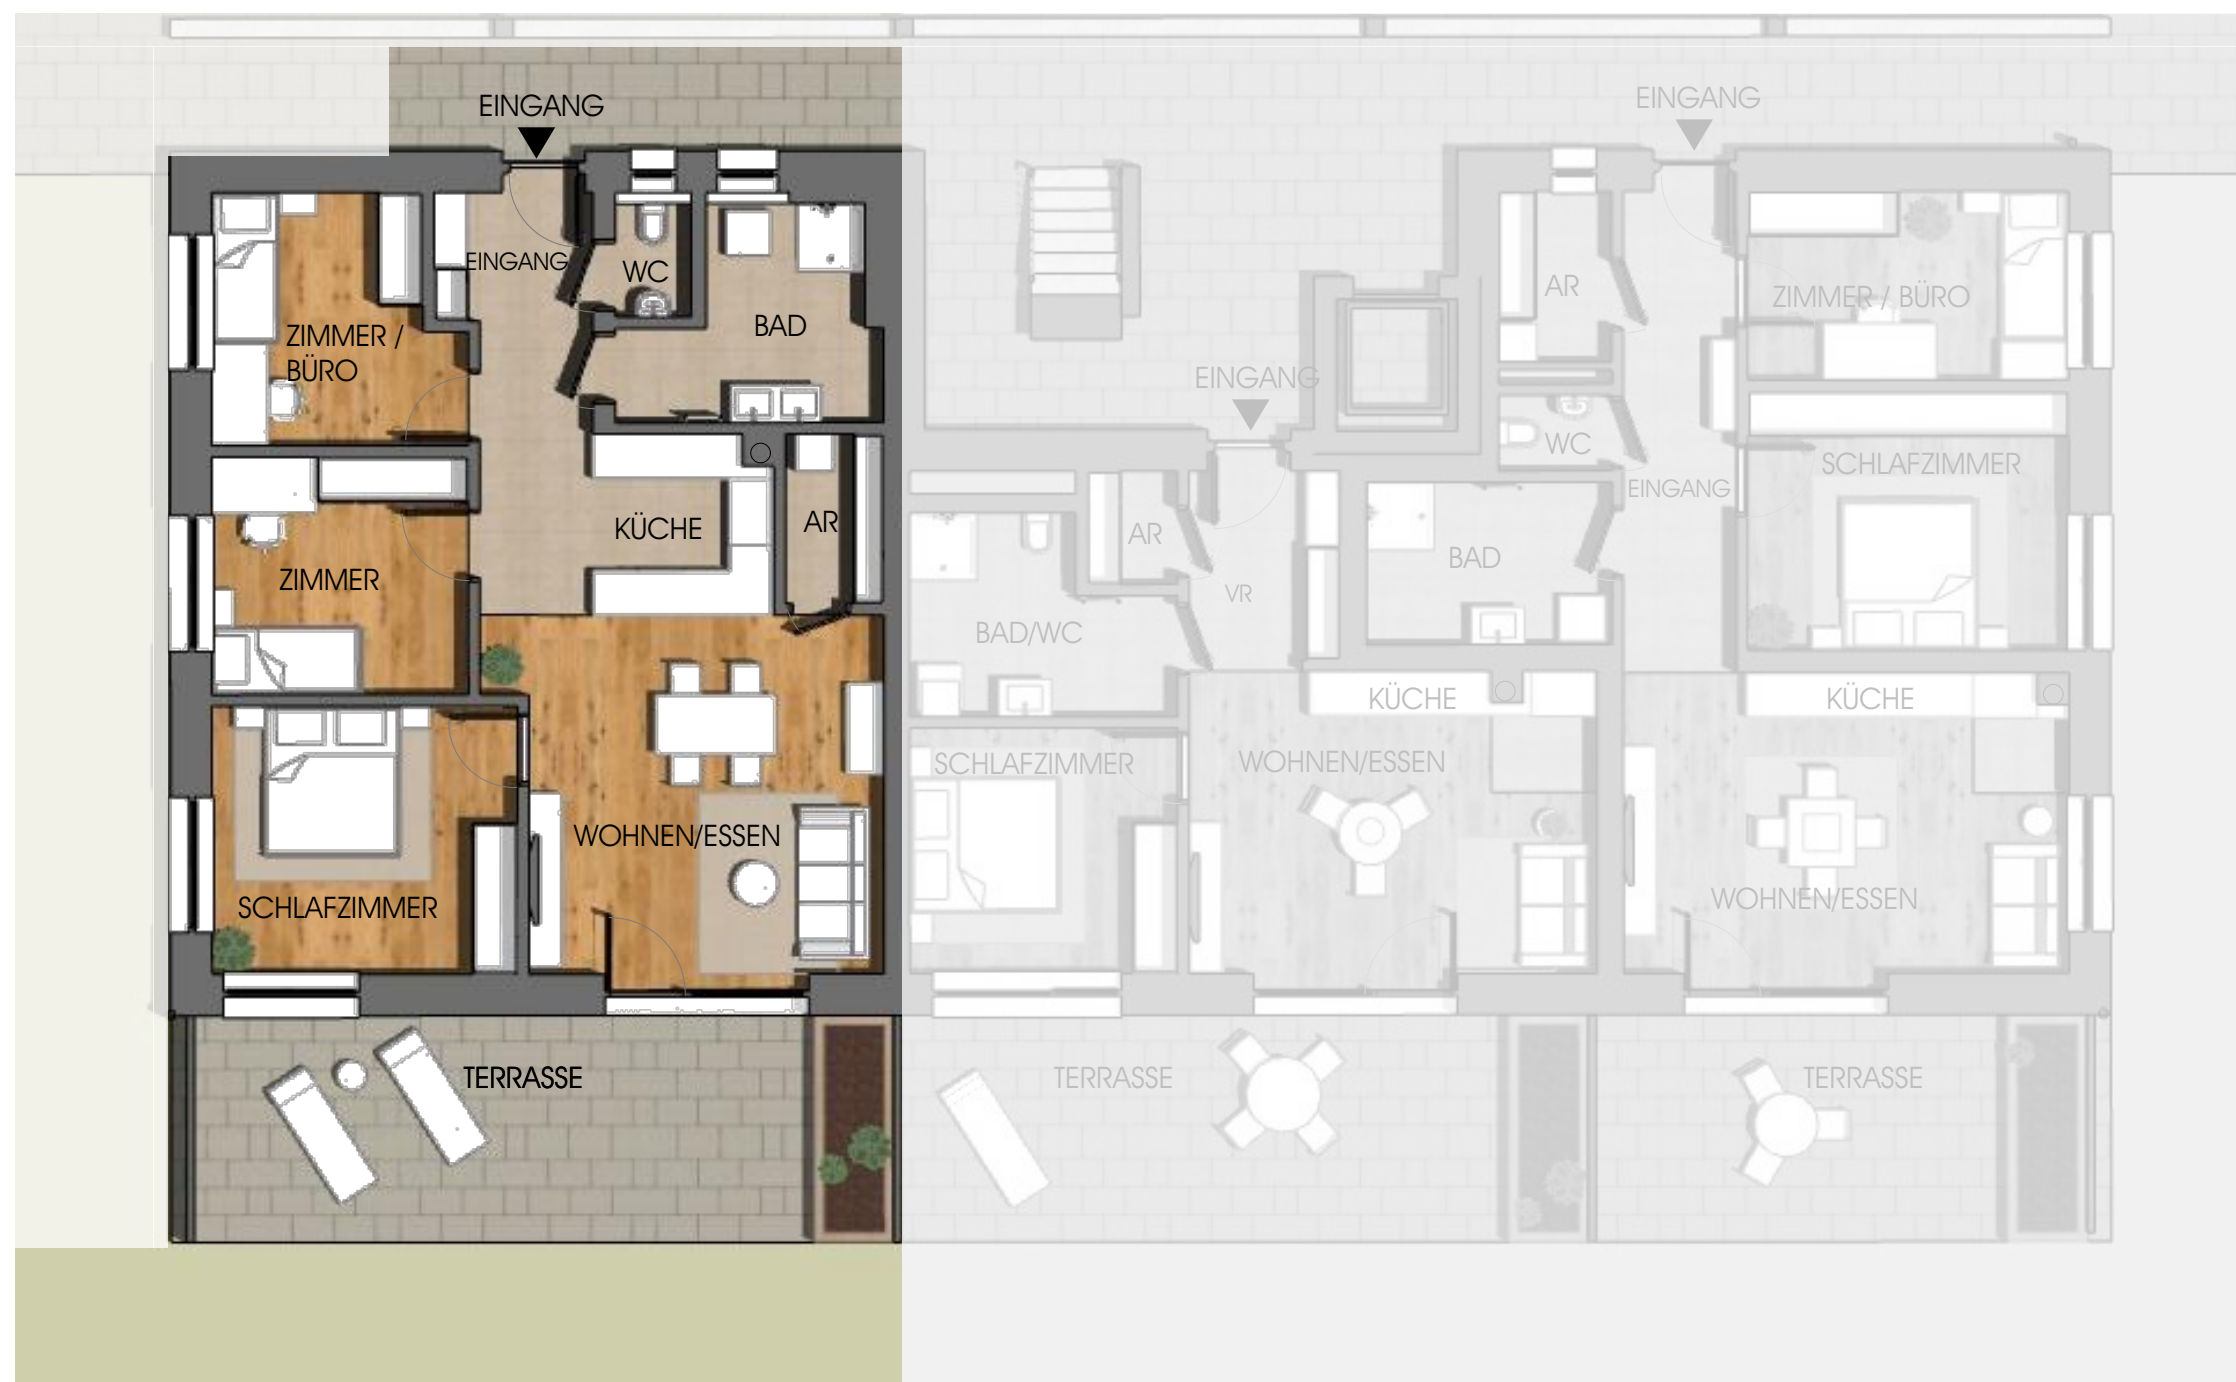 EINGANG
EINGANG
WC
BAD
ZIMMER /
BÜRO
KÜCHE
AR
ZIMMER
WOHNEN/ESSEN
SCHLAFZIMMER
TERRASSE
EINGANG
AR
VR
BAD/WC
KÜCHE
SCHLAFZIMMER
WOHNEN/ESSEN
TERRASSE
EINGANG
AR
ZIMMER / BÜRO
WC
EINGANG
SCHLAFZIMMER
BAD
KÜCHE
WOHNEN/ESSEN
TERRASSE